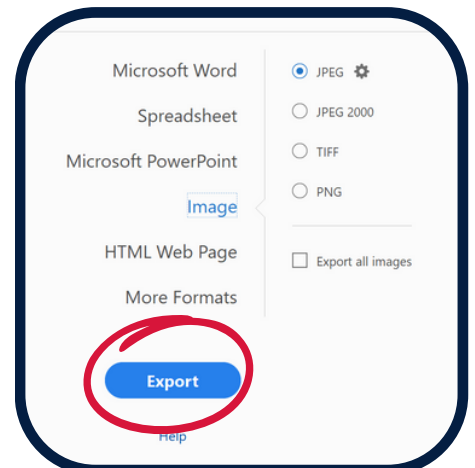 Microsoft Word
Spreadsheet
Microsoft PowerPoint
Image
HTML Web Page
More Formats
Export
Help
JPEG
JPEG 2000
TIFF
PNG
Export all images